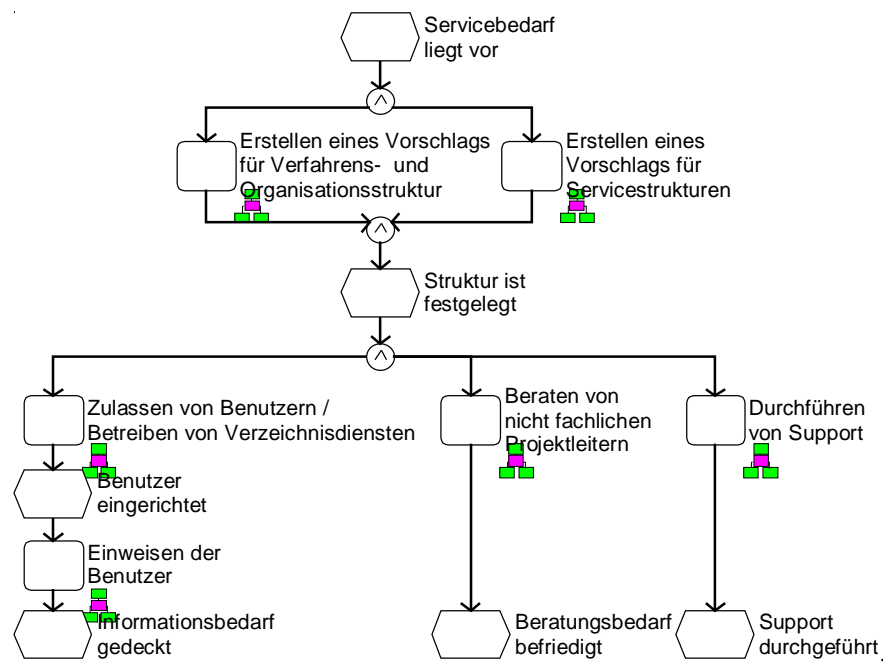 Servicebedarf
liegt vor
Erstellen eines Vorschlags
für Verfahrens- und
Organisationsstruktur
Erstellen eines
Vorschlags für
Servicestrukturen
Struktur ist
festgelegt
Zulassen von Benutzern /
Betreiben von Verzeichnisdiensten
Beraten von
nicht fachlichen
Projektleitern
Durchführen
von Support
Benutzer
eingerichtet
Einweisen der
Benutzer
Informationsbedarf
gedeckt
Beratungsbedarf
befriedigt
Support
durchgeführt